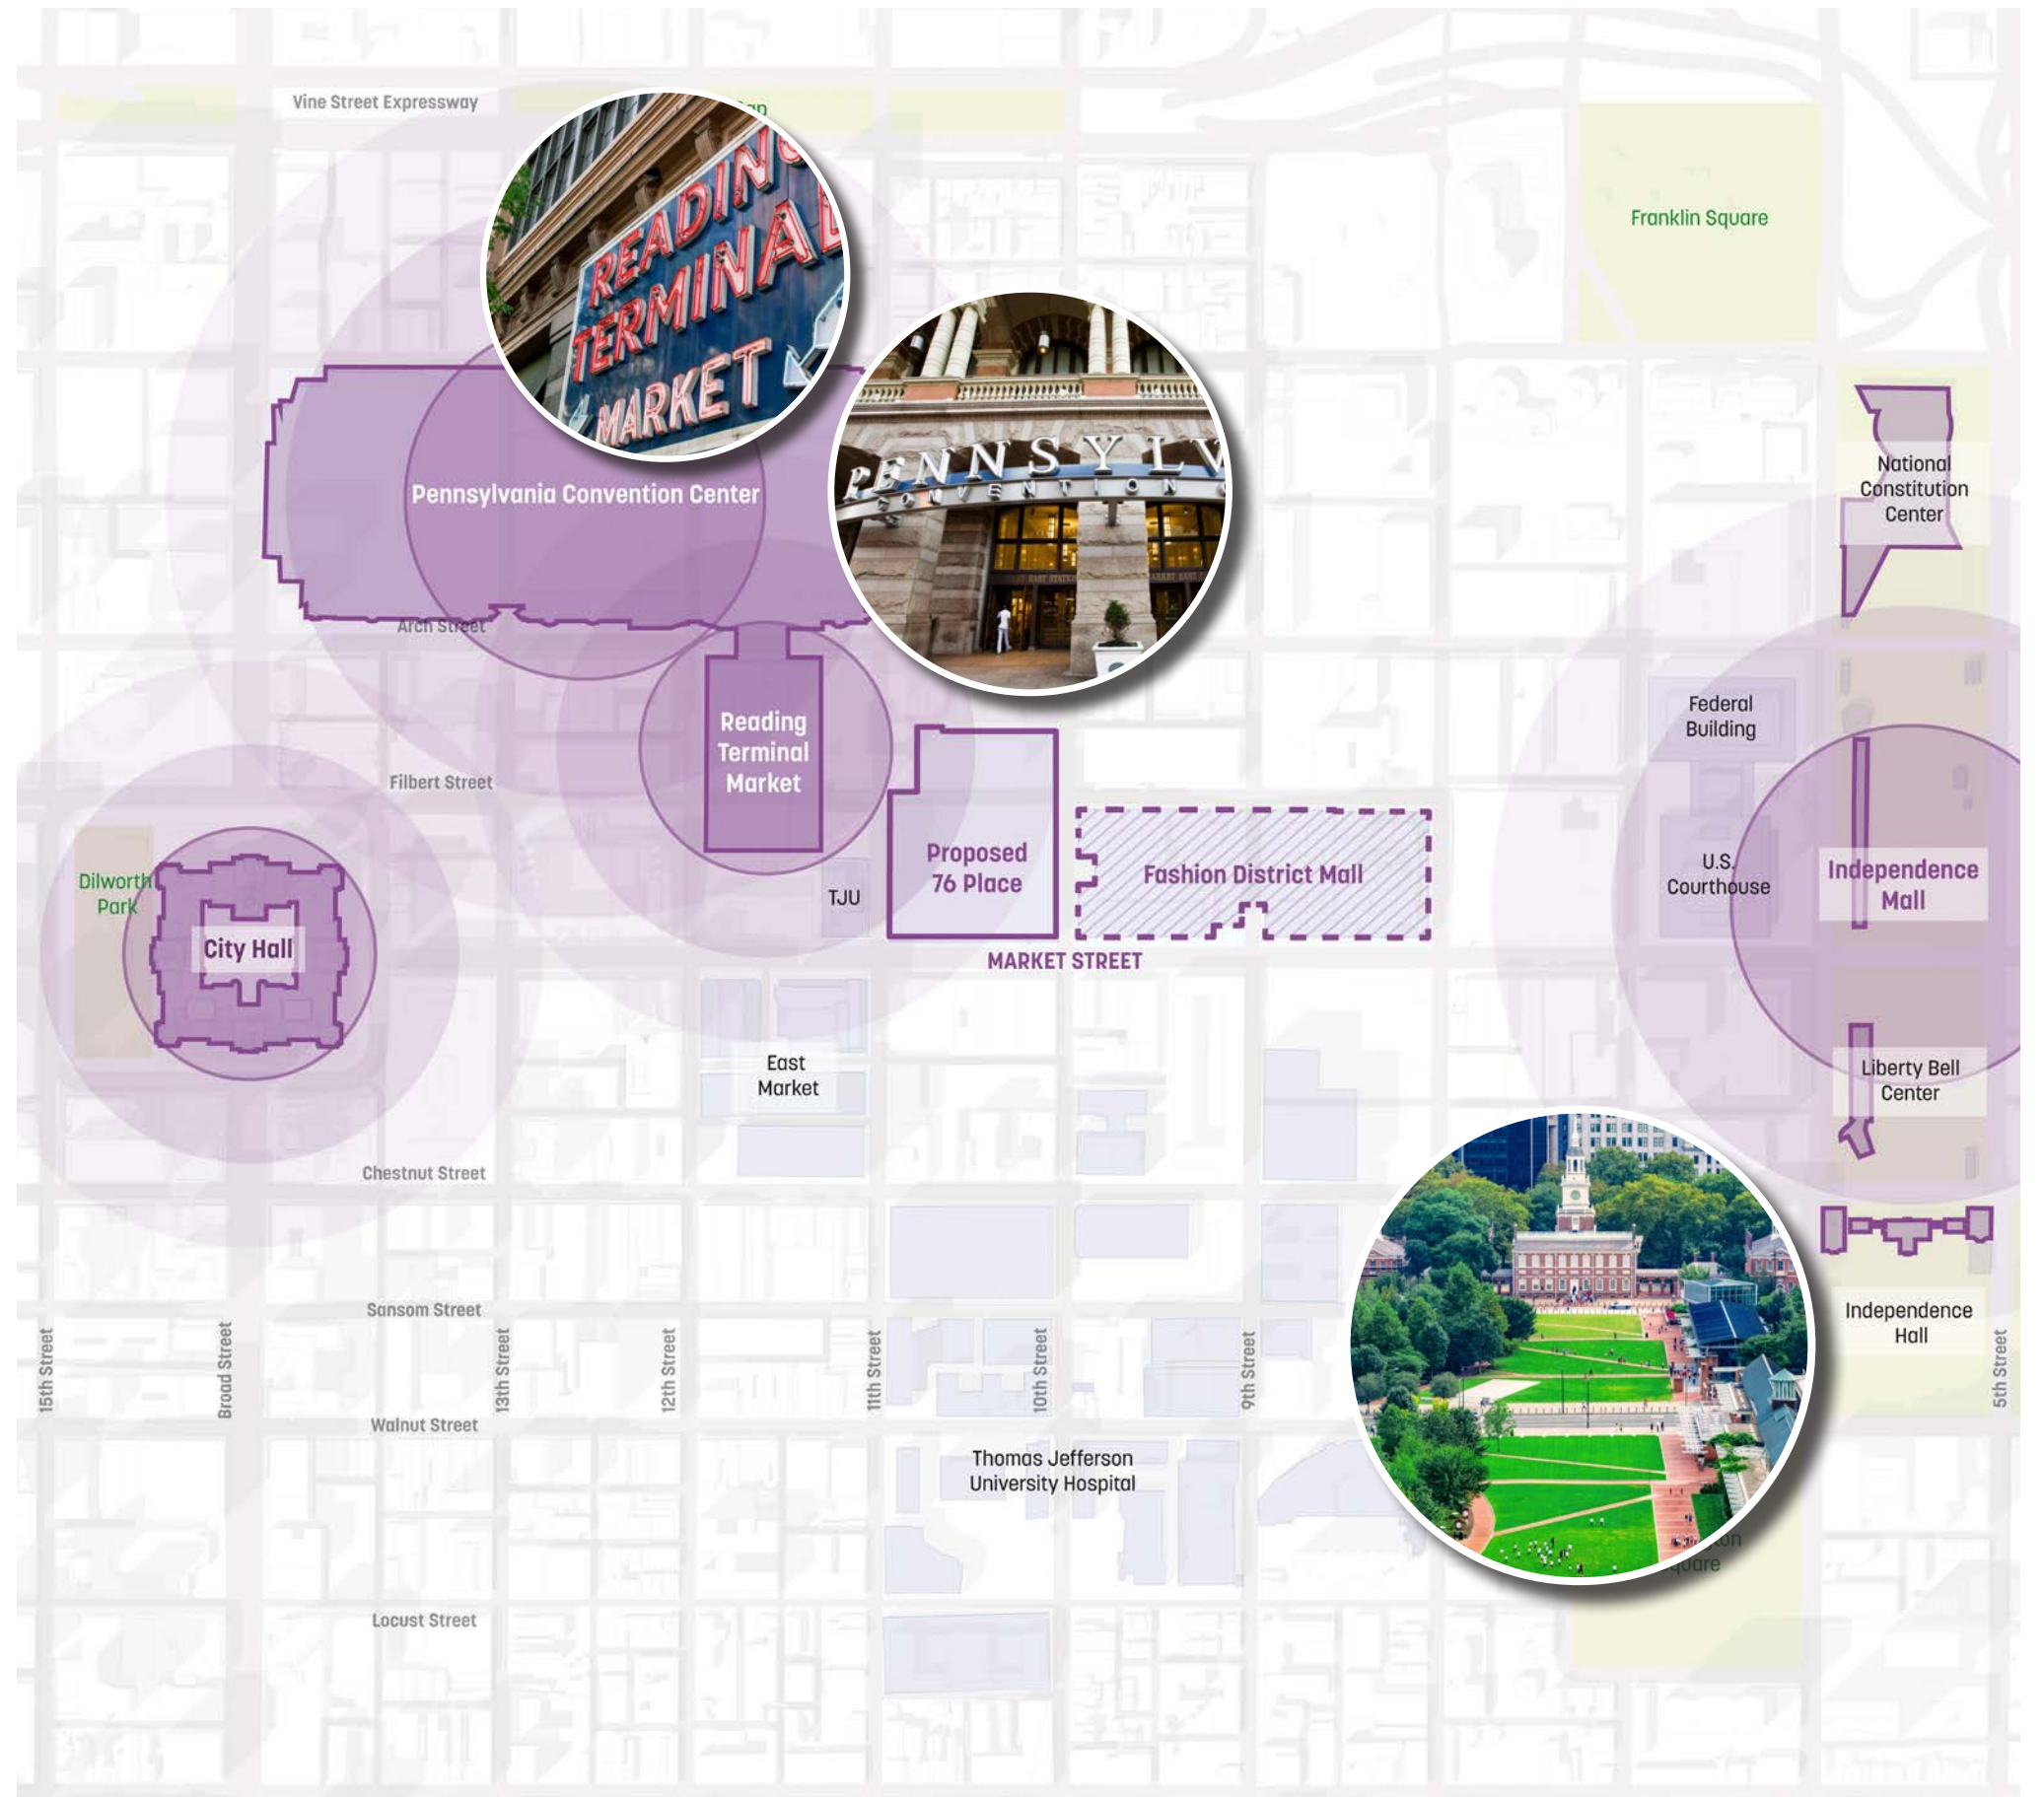 Vine Street Expressway
READING
TERMINAL
MARKET
Franklin Square
PENNSYLV
CONVENTION
Pennsylvania Convention Center
National
Constitution
Center
Arch Street
Reading
Terminal
Market
Federal
Building
Filbert Street
Proposed
76 Place
Fashion District Mall
U.S.
Courthouse
Independence
Mall
Dilworth
Park
TJU
City Hall
MARKET STREET
East
Market
Liberty Bell
Center
Chestnut Street
Sansom Street
Independence
Hall
15th Street
Broad Street
13th Street
12th Street
11th Street
10th Street
9th Street
5th Street
Walnut Street
Thomas Jefferson
University Hospital
Locust Street